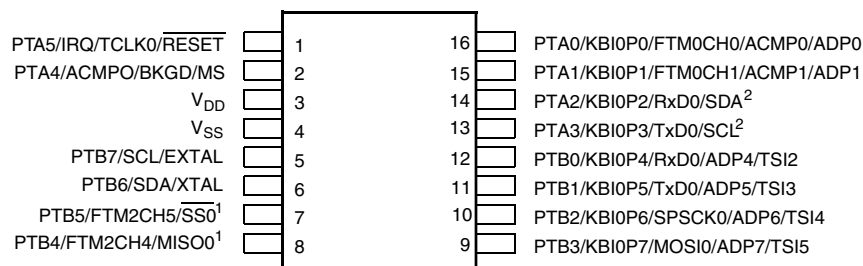 PTA5/IRQ/TCLK0/RESET 1
PTA4/ACMPO/BKGD/MS 2
VDD 3
VSS 4
PTB7/SCL/EXTAL 5
PTB6/SDA/XTAL 6
PTB5/FTM2CH5/SS0¹ 7
PTB4/FTM2CH4/MISO0¹ 8
16 PTA0/KBI0P0/FTM0CH0/ACMP0/ADP0
15 PTA1/KBI0P1/FTM0CH1/ACMP1/ADP1
14 PTA2/KBI0P2/RxD0/SDA²
13 PTA3/KBI0P3/TxD0/SCL²
12 PTB0/KBI0P4/RxD0/ADP4/TSI2
11 PTB1/KBI0P5/TxD0/ADP5/TSI3
10 PTB2/KBI0P6/SPSCK0/ADP6/TSI4
9 PTB3/KBI0P7/MOSI0/ADP7/TSI5